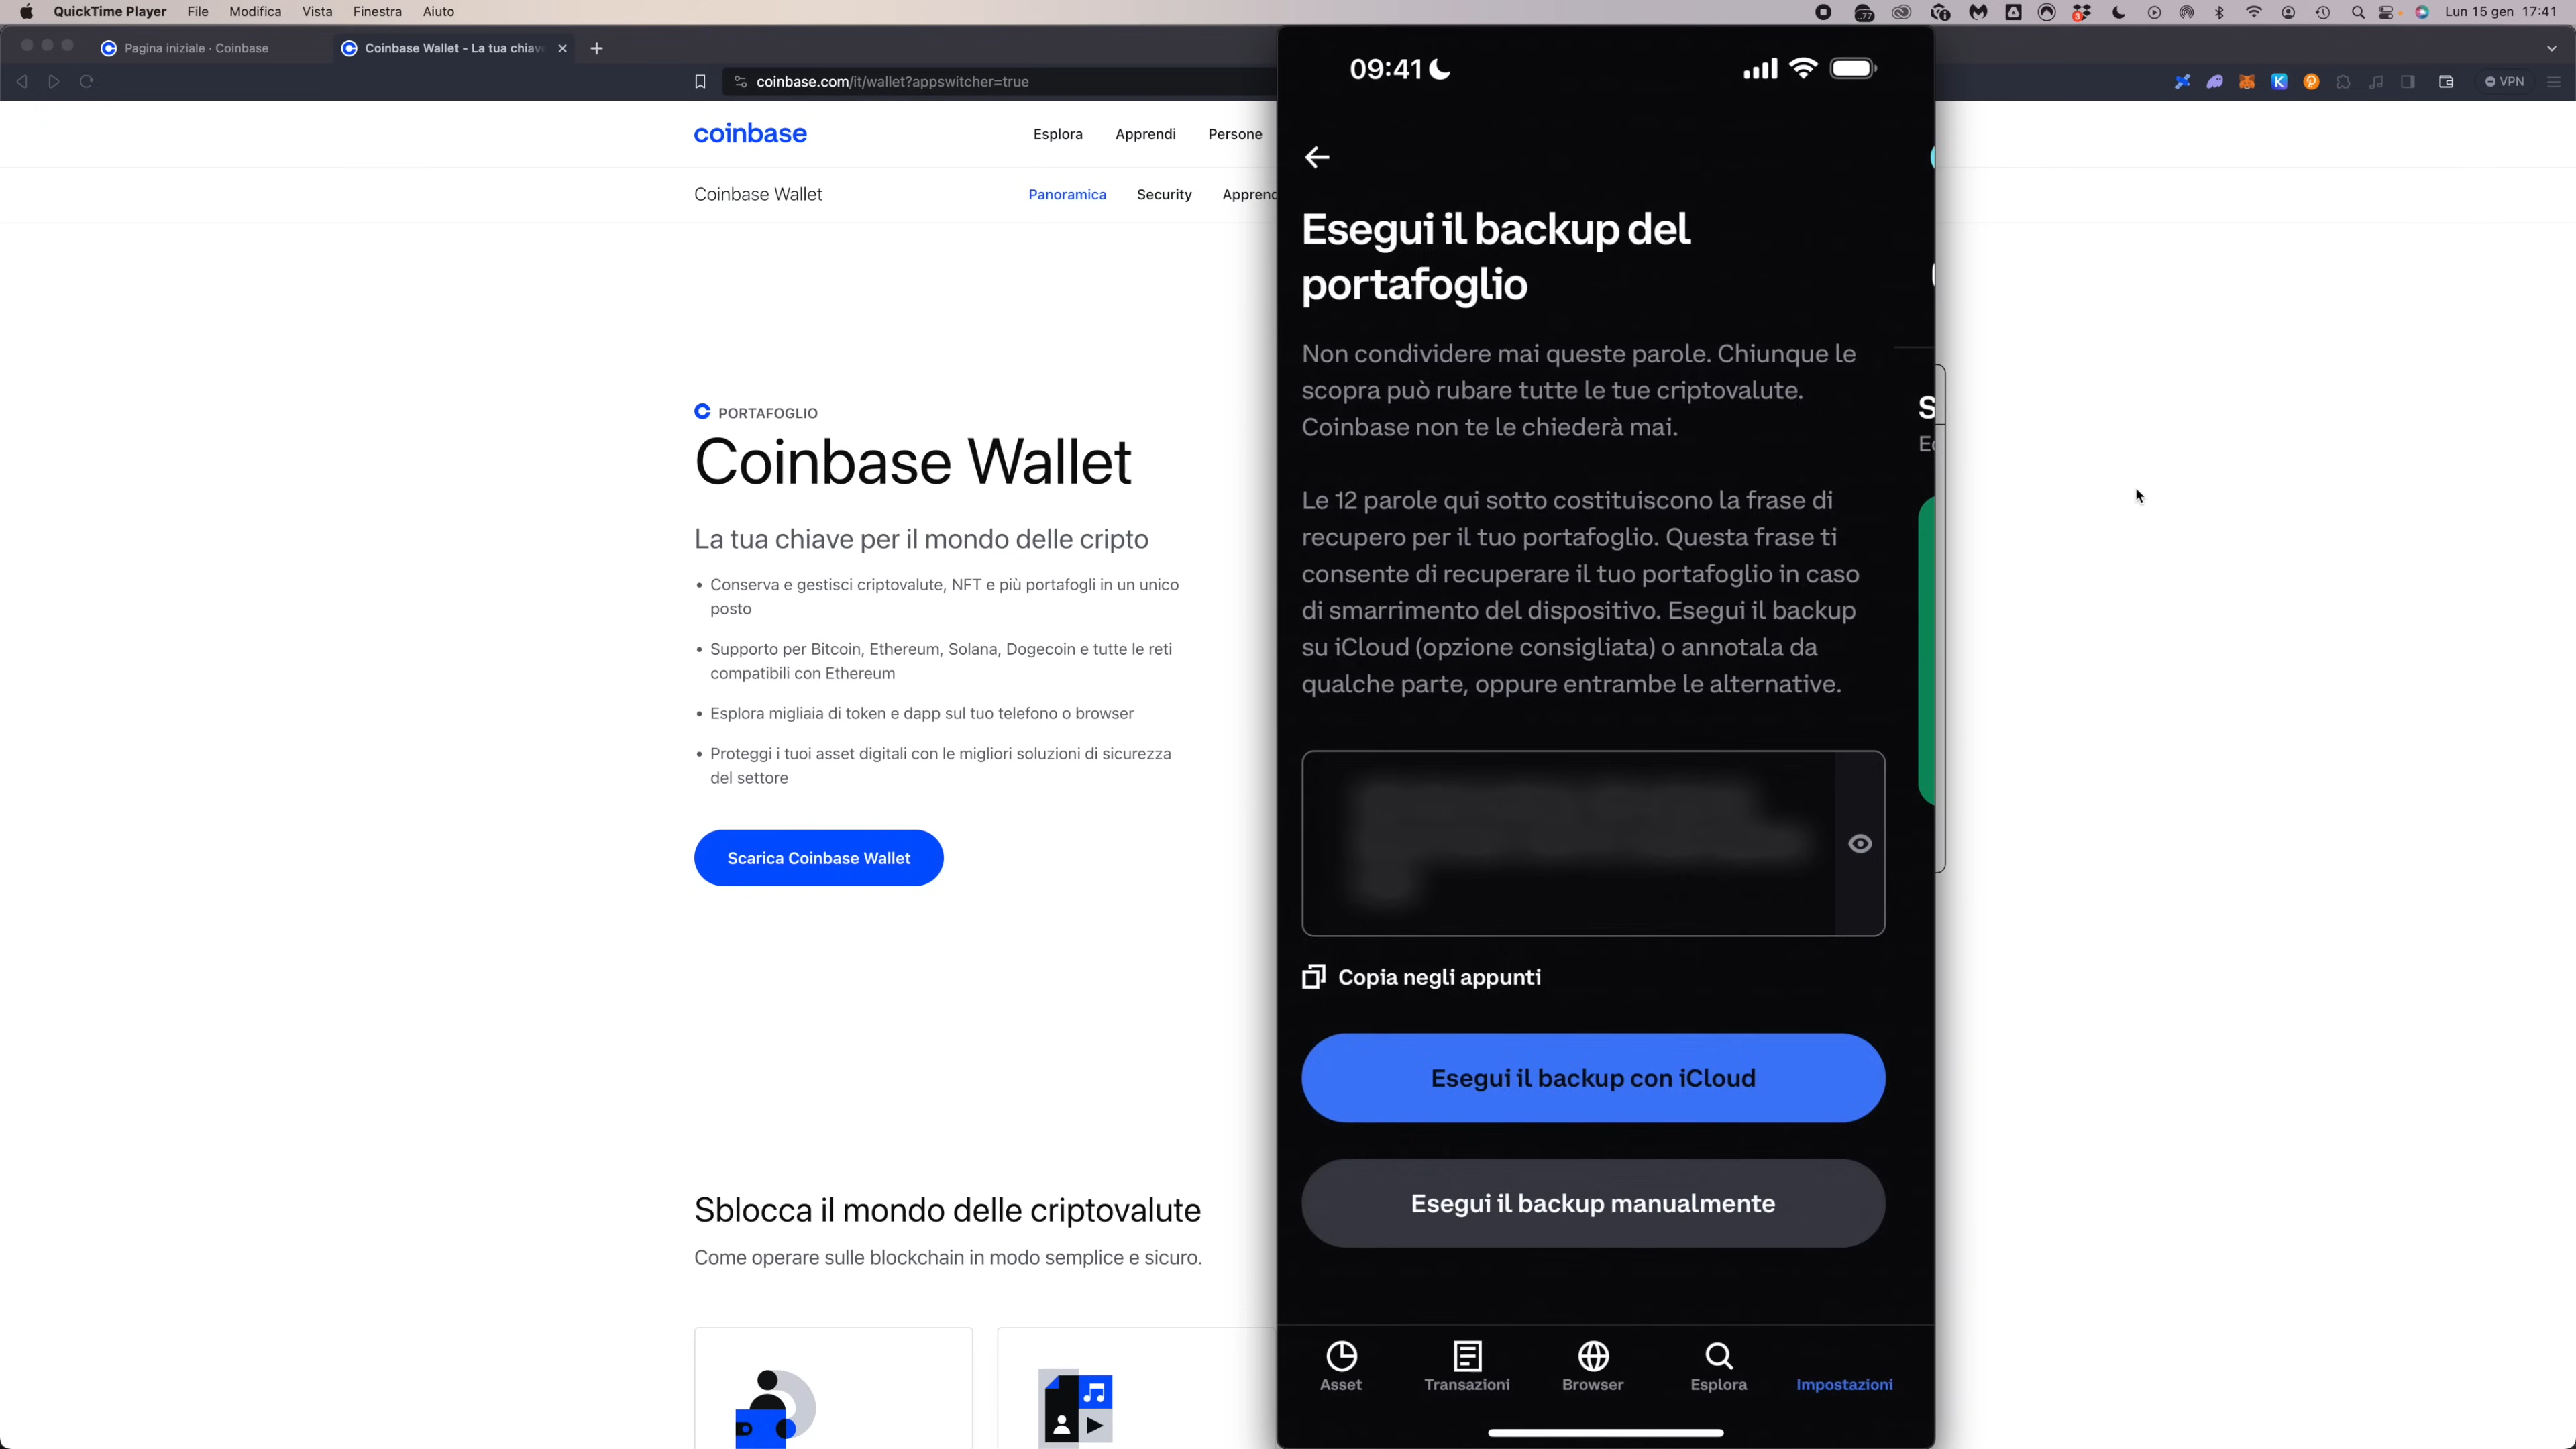 QuickTime Player File Modifica Vista Finestra Aiuto
77
3
Lun 15 gen 17:41
Pagina iniziale · Coinbase
Coinbase Wallet - La tua chiave
coinbase.com/it/wallet?appswitcher=true
VPN
coinbase
Esplora Apprendi Persone
Coinbase Wallet
Panoramica Security Apprend
PORTAFOGLIO
Coinbase Wallet
La tua chiave per il mondo delle cripto
• Conserva e gestisci criptovalute, NFT e più portafogli in un unico
posto
• Supporto per Bitcoin, Ethereum, Solana, Dogecoin e tutte le reti
compatibili con Ethereum
• Esplora migliaia di token e dapp sul tuo telefono o browser
• Proteggi i tuoi asset digitali con le migliori soluzioni di sicurezza
del settore
Scarica Coinbase Wallet
Sblocca il mondo delle criptovalute
Come operare sulle blockchain in modo semplice e sicuro.
09:41
Esegui il backup del
portafoglio
Non condividere mai queste parole. Chiunque le
scopra può rubare tutte le tue criptovalute.
Coinbase non te le chiederà mai.
Le 12 parole qui sotto costituiscono la frase di
recupero per il tuo portafoglio. Questa frase ti
consente di recuperare il tuo portafoglio in caso
di smarrimento del dispositivo. Esegui il backup
su iCloud (opzione consigliata) o annotala da
qualche parte, oppure entrambe le alternative.
Copia negli appunti
Esegui il backup con iCloud
Esegui il backup manualmente
Asset Transazioni Browser Esplora Impostazioni